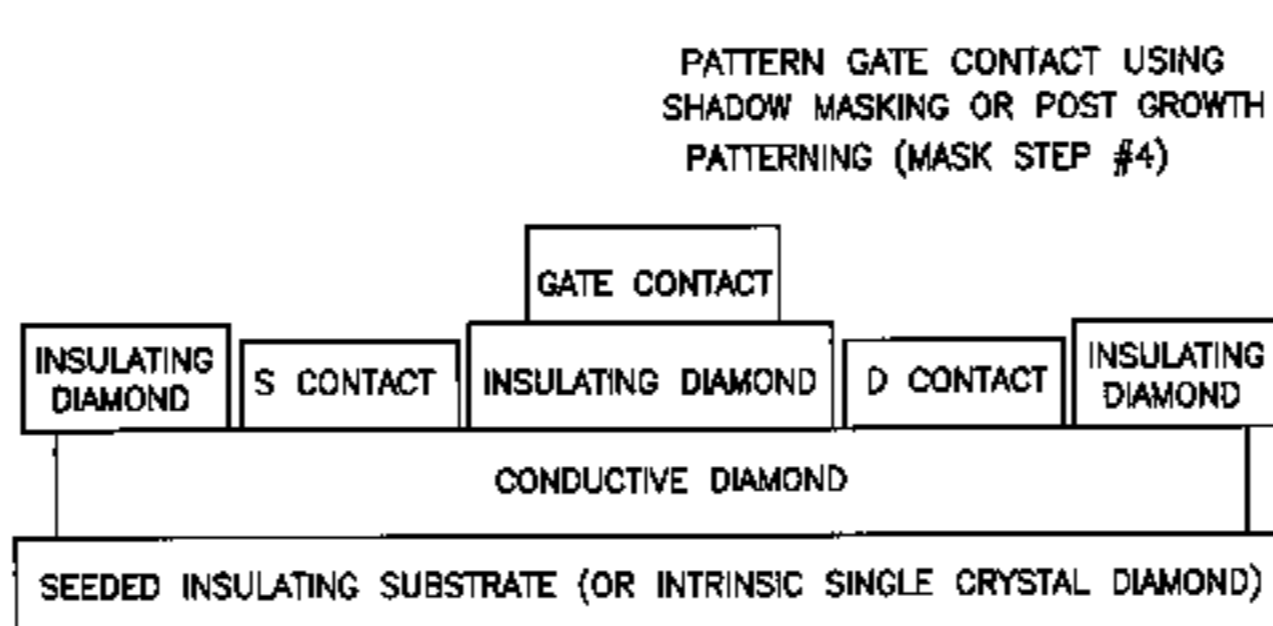 PATTERN GATE CONTACT USING
SHADOW MASKING OR POST GROWTH
PATTERNING (MASK STEP #4)
GATE CONTACT
INSULATING
DIAMOND
S CONTACT
INSULATING DIAMOND
D CONTACT
INSULATING
DIAMOND
CONDUCTIVE DIAMOND
SEEDED INSULATING SUBSTRATE (OR INTRINSIC SINGLE CRYSTAL DIAMOND)